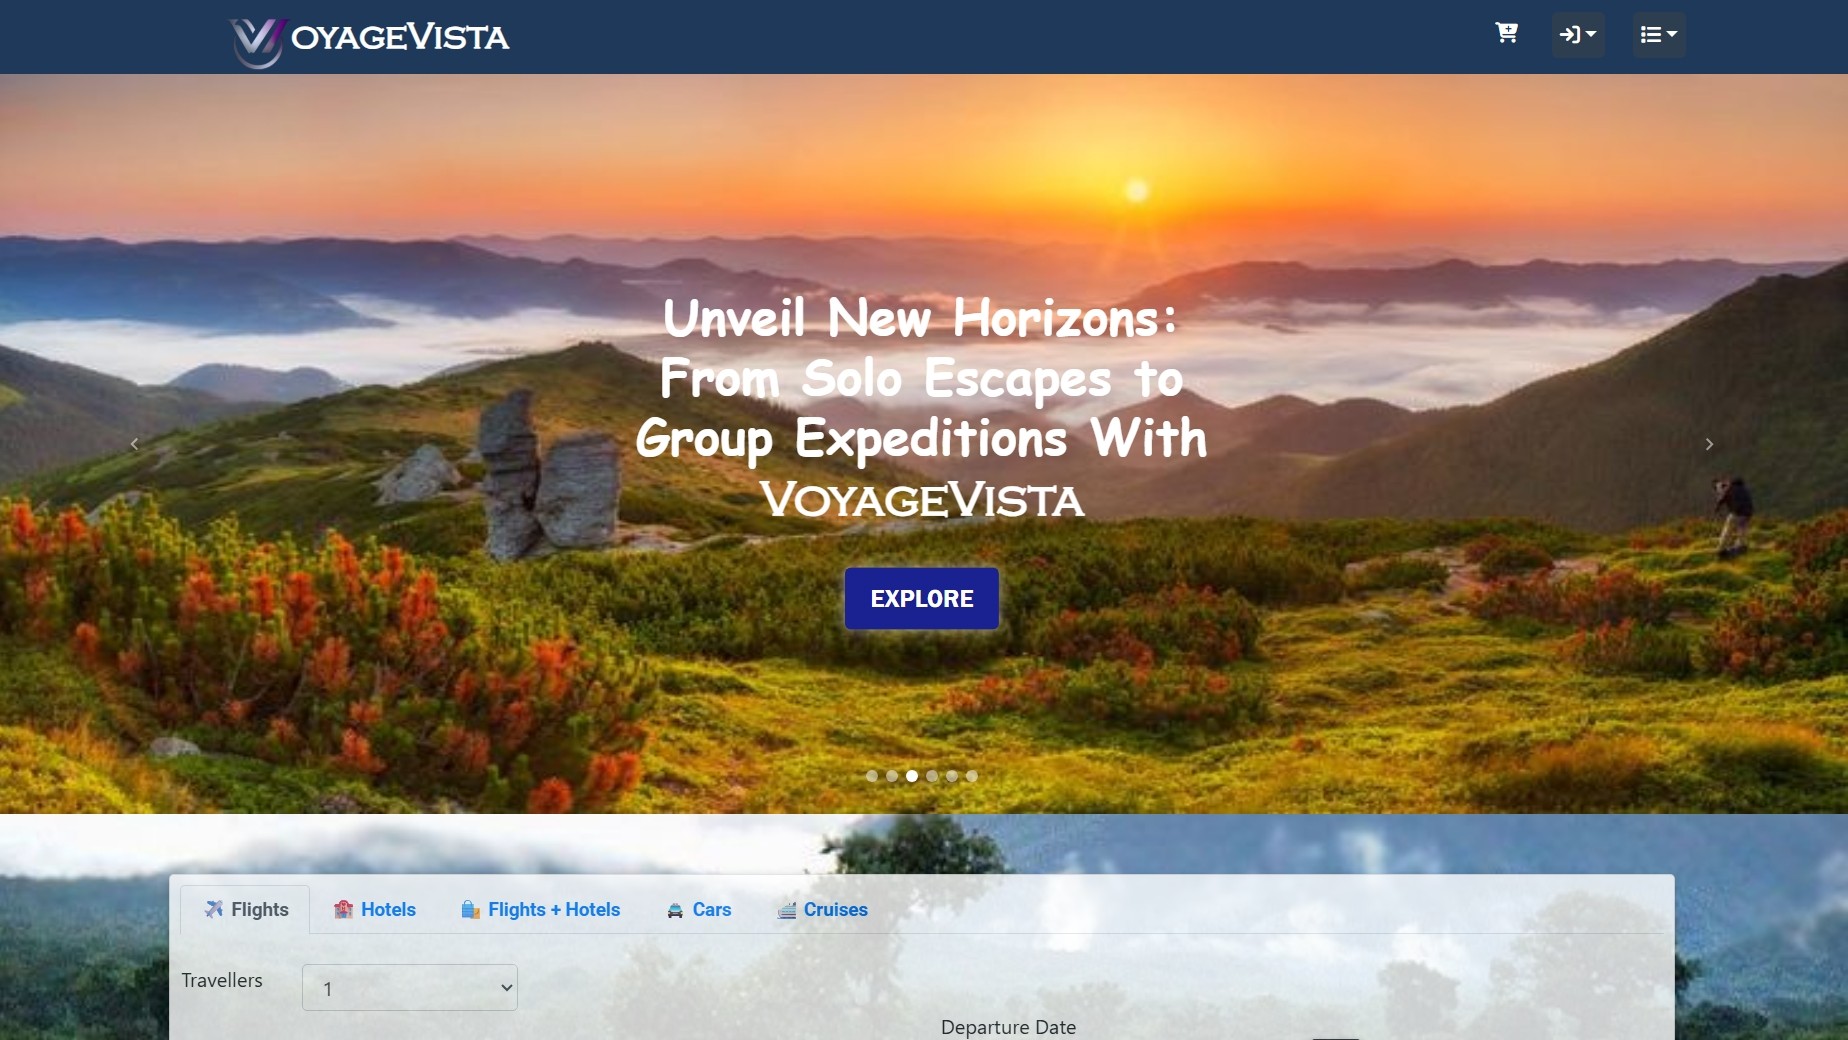 VOYAGEVISTA
Unveil New Horizons:
From Solo Escapes to
Group Expeditions With
VOYAGEVISTA
EXPLORE
Flights Hotels Flights + Hotels Cars Cruises
Travellers 1
Departure Date